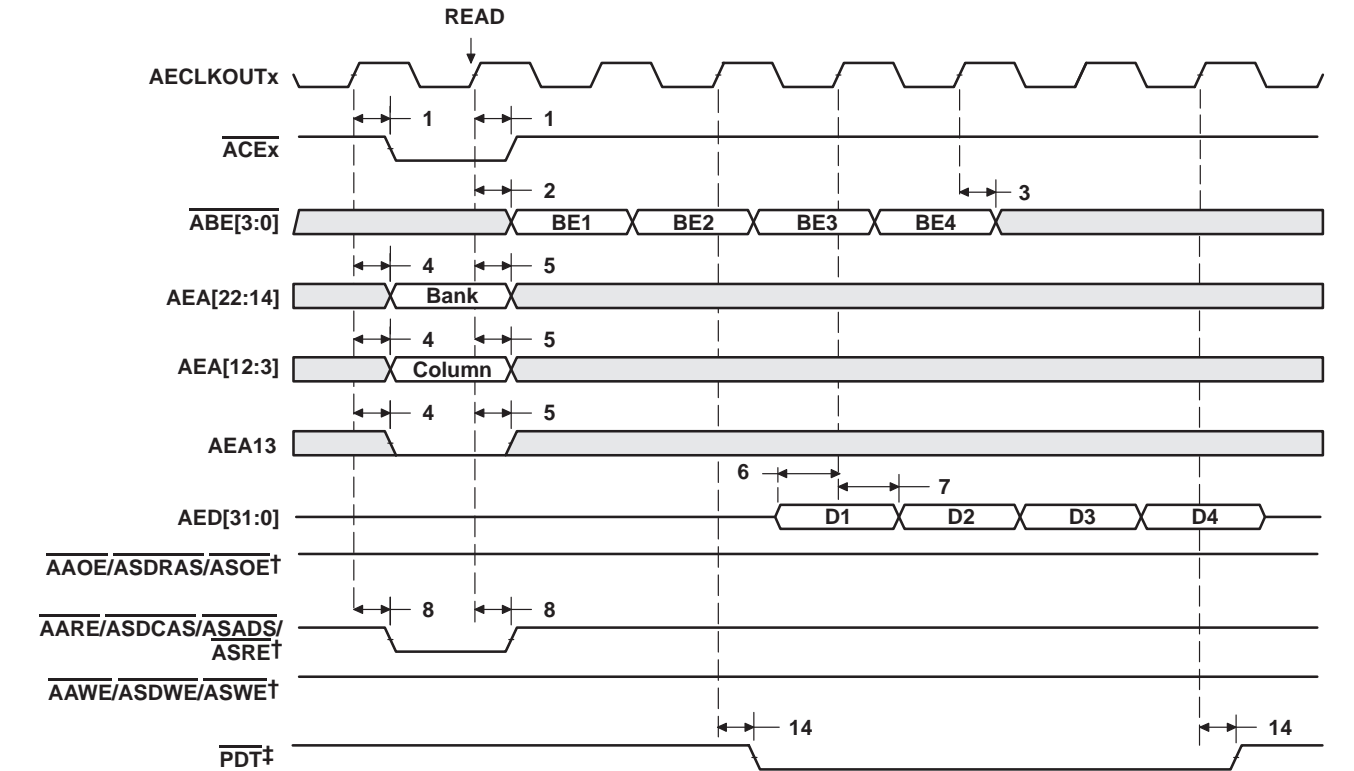 READ
AECLKOUTx
1 1
ACEx
2 3
ABE[3:0] BE1 BE2 BE3 BE4
4 5
AEA[22:14] Bank
4 5
AEA[12:3] Column
4 5
AEA13
6 7
AED[31:0] D1 D2 D3 D4
AAOE/ASDRAS/ASOE†
8 8
AARE/ASDCAS/ASADS/
ASRE†
AAWE/ASDWE/ASWE†
14 14
PDT‡